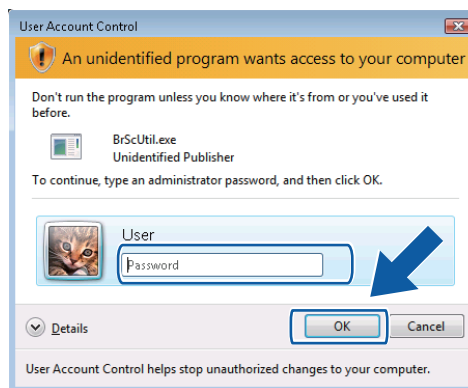 User Account Control
An unidentified program wants access to your computer
Don't run the program unless you know where it's from or you've used it
before.
BrScUtil.exe
Unidentified Publisher
To continue, type an administrator password, and then click OK.
User
Password
Details
OK
Cancel
User Account Control helps stop unauthorized changes to your computer.